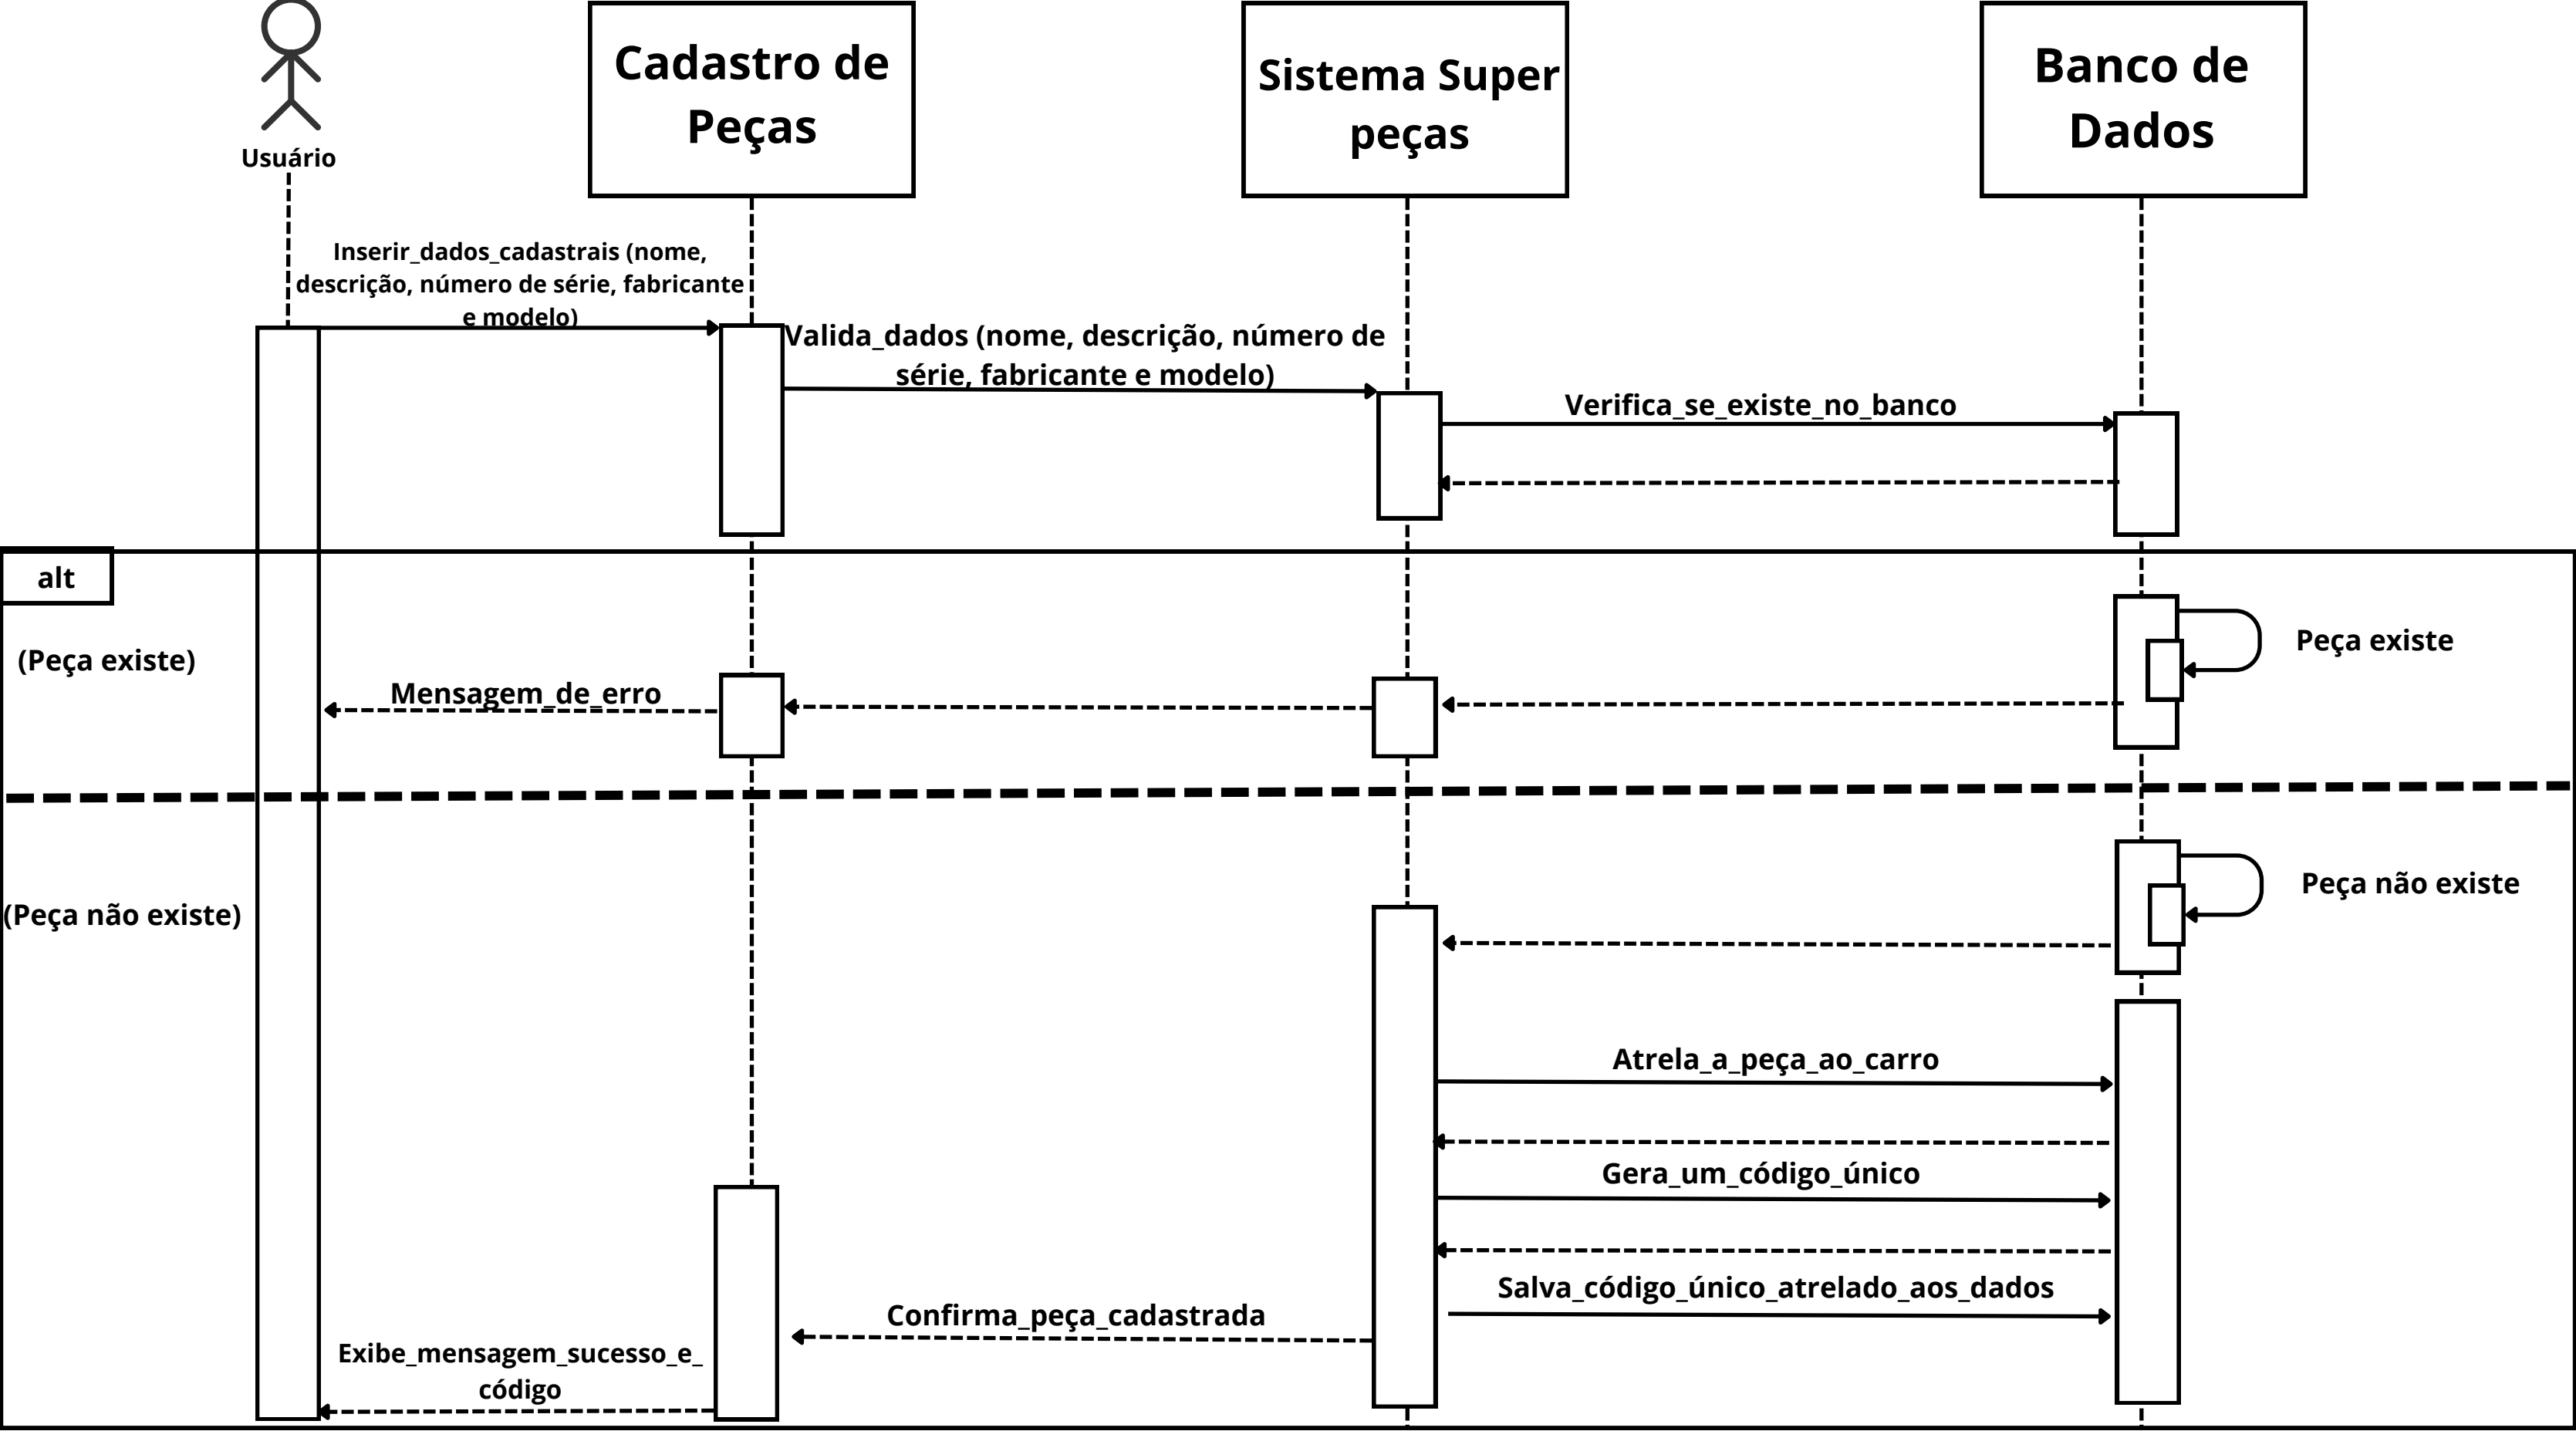 Usuário
Cadastro de
Peças
Sistema Super
peças
Banco de
Dados
Inserir_dados_cadastrais (nome,
descrição, número de série, fabricante
e modelo)
Valida_dados (nome, descrição, número de
série, fabricante e modelo)
Verifica_se_existe_no_banco
alt
(Peça existe)
Peça existe
Mensagem_de_erro
(Peça não existe)
Peça não existe
Atrela_a_peça_ao_carro
Gera_um_código_único
Salva_código_único_atrelado_aos_dados
Confirma_peça_cadastrada
Exibe_mensagem_sucesso_e_
código